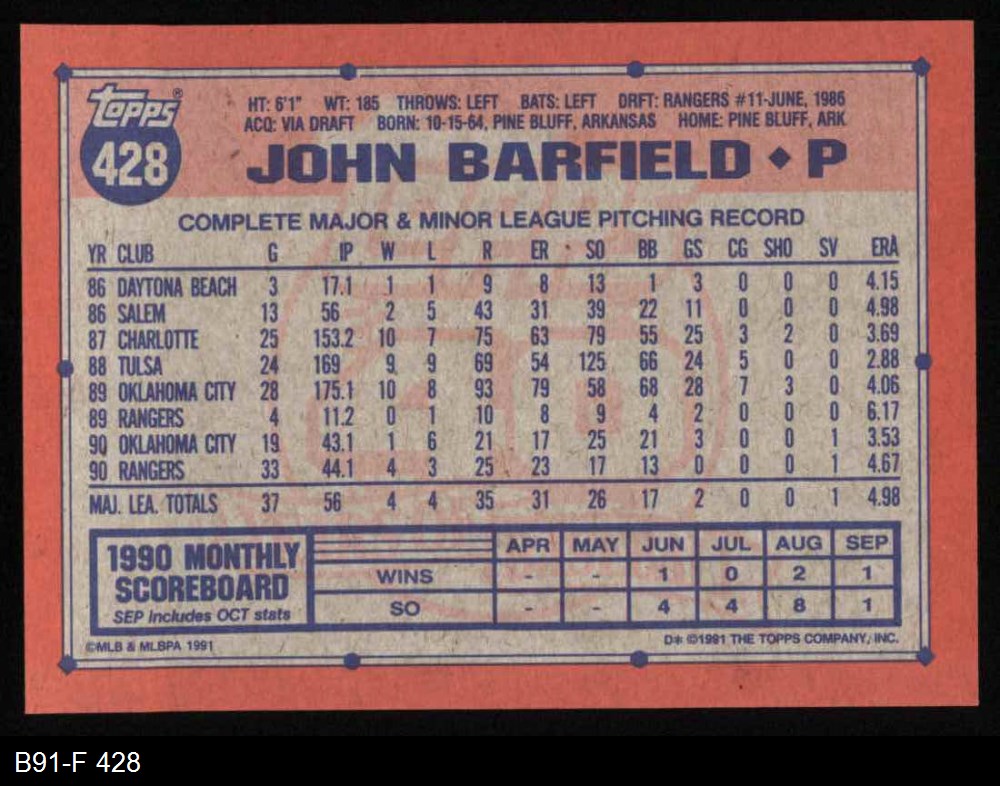 Topps®
428
HT: 6'1" WT: 185 THROWS: LEFT BATS: LEFT DRFT: RANGERS #11-JUNE, 1986
ACQ: VIA DRAFT BORN: 10-15-64, PINE BLUFF, ARKANSAS HOME: PINE BLUFF, ARK
JOHN BARFIELD ◆ P
COMPLETE MAJOR & MINOR LEAGUE PITCHING RECORD
YR CLUB G IP W L R ER SO BB GS CG SHO SV ERA
86 DAYTONA BEACH 3 17.1 1 1 9 8 13 1 3 0 0 0 4.15
86 SALEM 13 56 2 5 43 31 39 22 11 0 0 0 4.98
87 CHARLOTTE 25 153.2 10 7 75 63 79 55 25 3 2 0 3.69
88 TULSA 24 169 9 9 69 54 125 66 24 5 0 0 2.88
89 OKLAHOMA CITY 28 175.1 10 8 93 79 58 68 28 7 3 0 4.06
89 RANGERS 4 11.2 0 1 10 8 9 4 2 0 0 0 6.17
90 OKLAHOMA CITY 19 43.1 1 6 21 17 25 21 3 0 0 1 3.53
90 RANGERS 33 44.1 4 3 25 23 17 13 0 0 0 1 4.67
MAJ. LEA. TOTALS 37 56 4 4 35 31 26 17 2 0 0 1 4.98
1990 MONTHLY
SCOREBOARD
SEP includes OCT stats
APR MAY JUN JUL AUG SEP
WINS - - 1 0 2 1
SO - - 4 4 8 1
©MLB & MLBPA 1991
D* ©1991 THE TOPPS COMPANY, INC.
B91-F 428